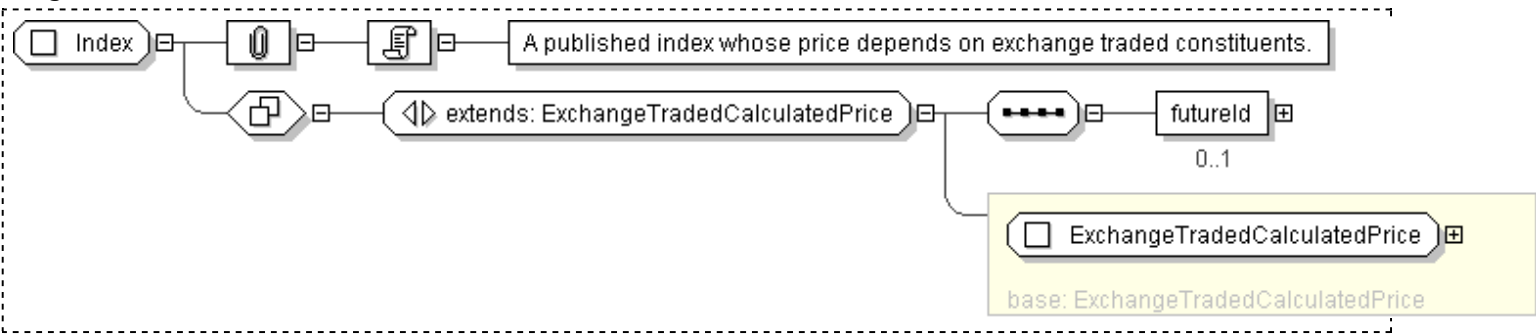 Index
A published index whose price depends on exchange traded constituents.
extends: ExchangeTradedCalculatedPrice
futureId
0..1
ExchangeTradedCalculatedPrice
base: ExchangeTradedCalculatedPrice